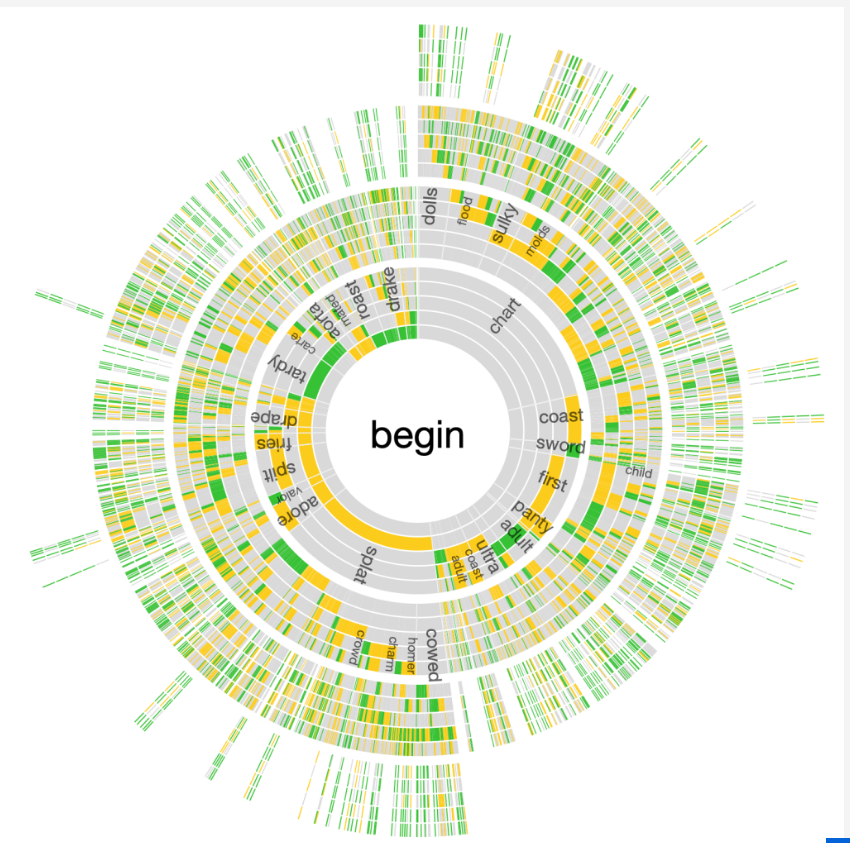 begin
chart
coast
sword
first
panty
adult
ultra
coast
adult
splat
adore
valor
split
fries
drape
tardy
carve
aorta
mated
roast
drake
dolls
flood
sulky
molds
child
cowed
homer
charm
crowd